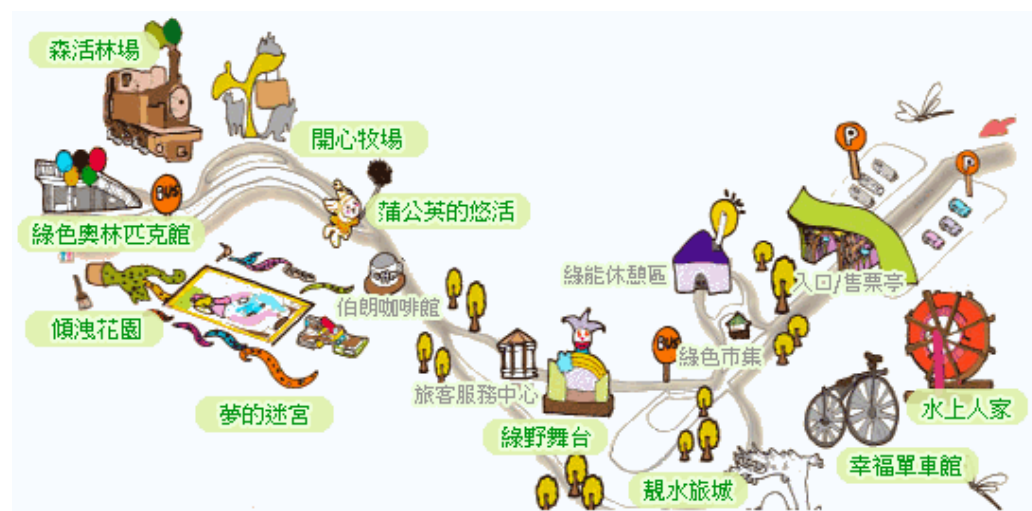 森活林場
開心牧場
P
P
BUS
蒲公英的悠活
綠色奧林匹克館
綠能休憩區
入口/售票亭
伯朗咖啡館
傾洩花園
BUS
綠色市集
旅客服務中心
夢的迷宮
水上人家
綠野舞台
幸福單車館
靚水旅城